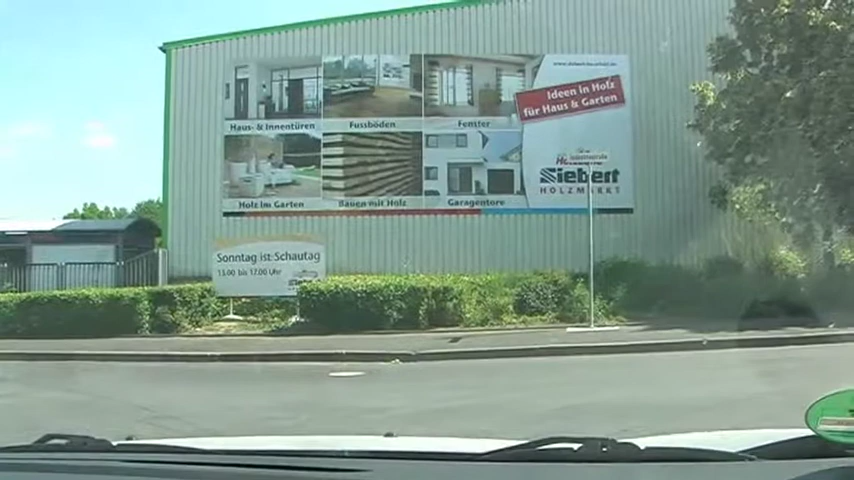 Ideen in Holz
für Haus & Garten
Haus- & Innentüren
Fußböden
Fenster
Siebert
HOLZMARKT
Holz im Garten
Bauen mit Holz
Garagentore
Sonntag ist Schautag
13.00 bis 17.00 Uhr